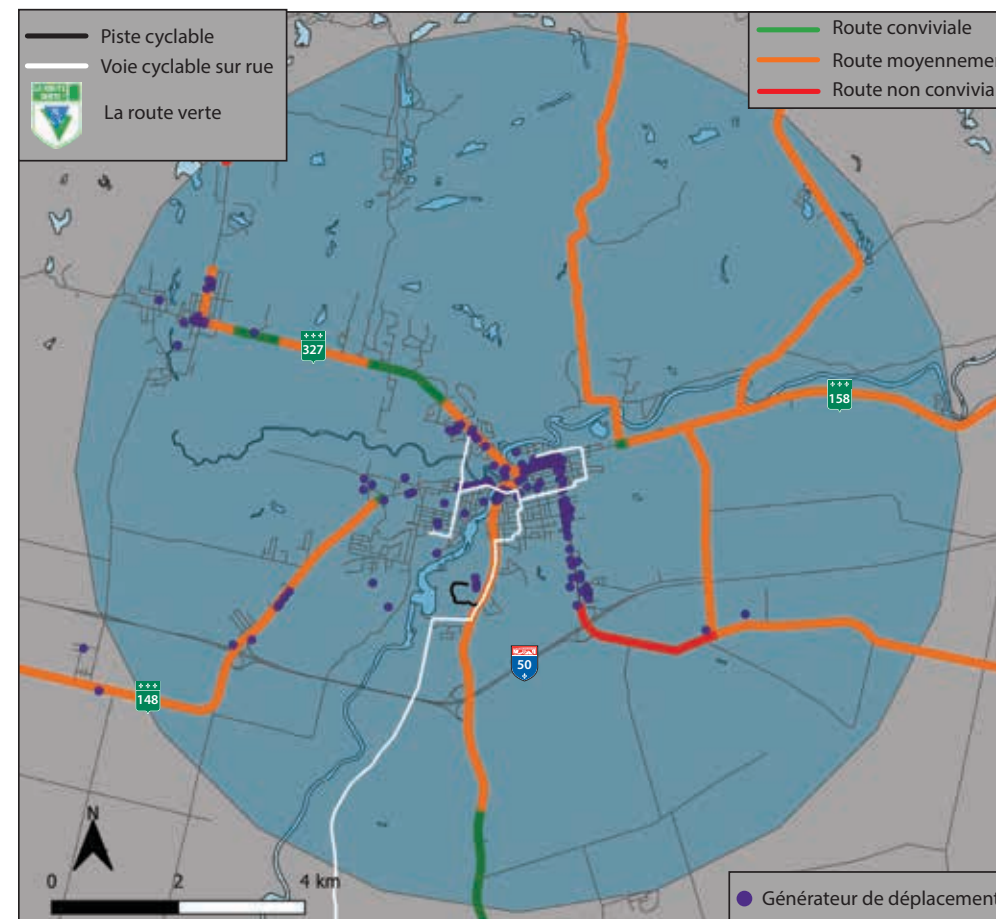 Piste cyclable
Voie cyclable sur rue
La route verte
Route conviviale
Route moyennemen
Route non convivia
327
158
50
148
N
0 2 4 km
Générateur de déplacement